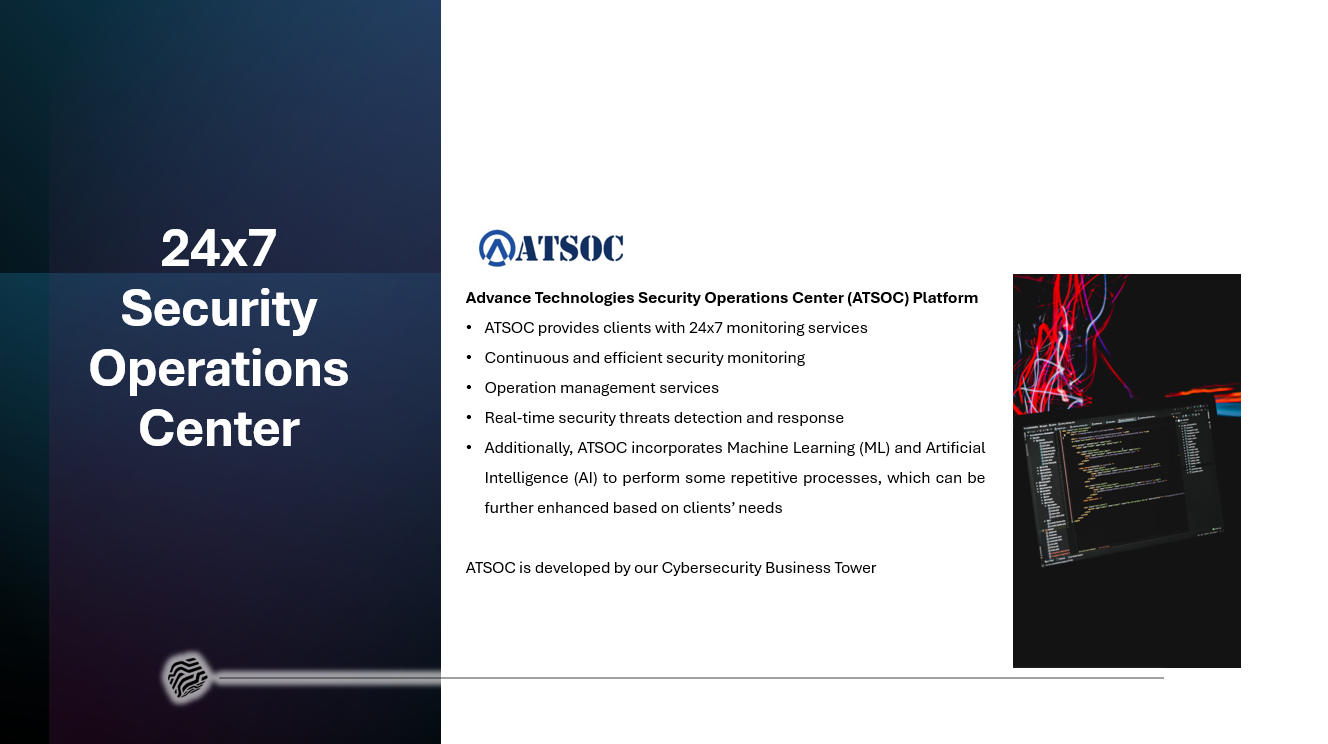 24x7
Security
Operations
Center
ATSOC
Advance Technologies Security Operations Center (ATSOC) Platform
• ATSOC provides clients with 24x7 monitoring services
• Continuous and efficient security monitoring
• Operation management services
• Real-time security threats detection and response
• Additionally, ATSOC incorporates Machine Learning (ML) and Artificial
Intelligence (AI) to perform some repetitive processes, which can be
further enhanced based on clients’ needs
ATSOC is developed by our Cybersecurity Business Tower